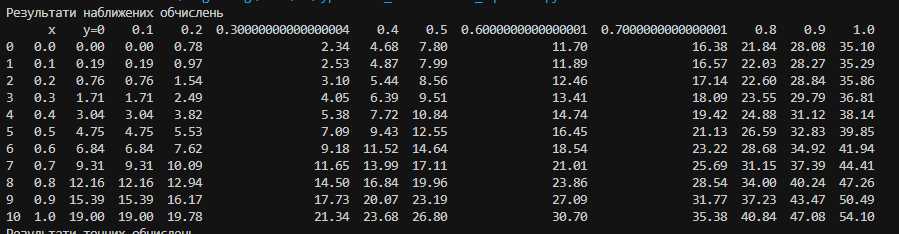 Результати наближених обчислень
x y=0 0.1 0.2 0.30000000000000004 0.4 0.5 0.6000000000000001 0.7000000000000001 0.8 0.9 1.0
0 0.0 0.00 0.00 0.78 2.34 4.68 7.80 11.70 16.38 21.84 28.08 35.10
1 0.1 0.19 0.19 0.97 2.53 4.87 7.99 11.89 16.57 22.03 28.27 35.29
2 0.2 0.76 0.76 1.54 3.10 5.44 8.56 12.46 17.14 22.60 28.84 35.86
3 0.3 1.71 1.71 2.49 4.05 6.39 9.51 13.41 18.09 23.55 29.79 36.81
4 0.4 3.04 3.04 3.82 5.38 7.72 10.84 14.74 19.42 24.88 31.12 38.14
5 0.5 4.75 4.75 5.53 7.09 9.43 12.55 16.45 21.13 26.59 32.83 39.85
6 0.6 6.84 6.84 7.62 9.18 11.52 14.64 18.54 23.22 28.68 34.92 41.94
7 0.7 9.31 9.31 10.09 11.65 13.99 17.11 21.01 25.69 31.15 37.39 44.41
8 0.8 12.16 12.16 12.94 14.50 16.84 19.96 23.86 28.54 34.00 40.24 47.26
9 0.9 15.39 15.39 16.17 17.73 20.07 23.19 27.09 31.77 37.23 43.47 50.49
10 1.0 19.00 19.00 19.78 21.34 23.68 26.80 30.70 35.38 40.84 47.08 54.10
Результати точних обчислень